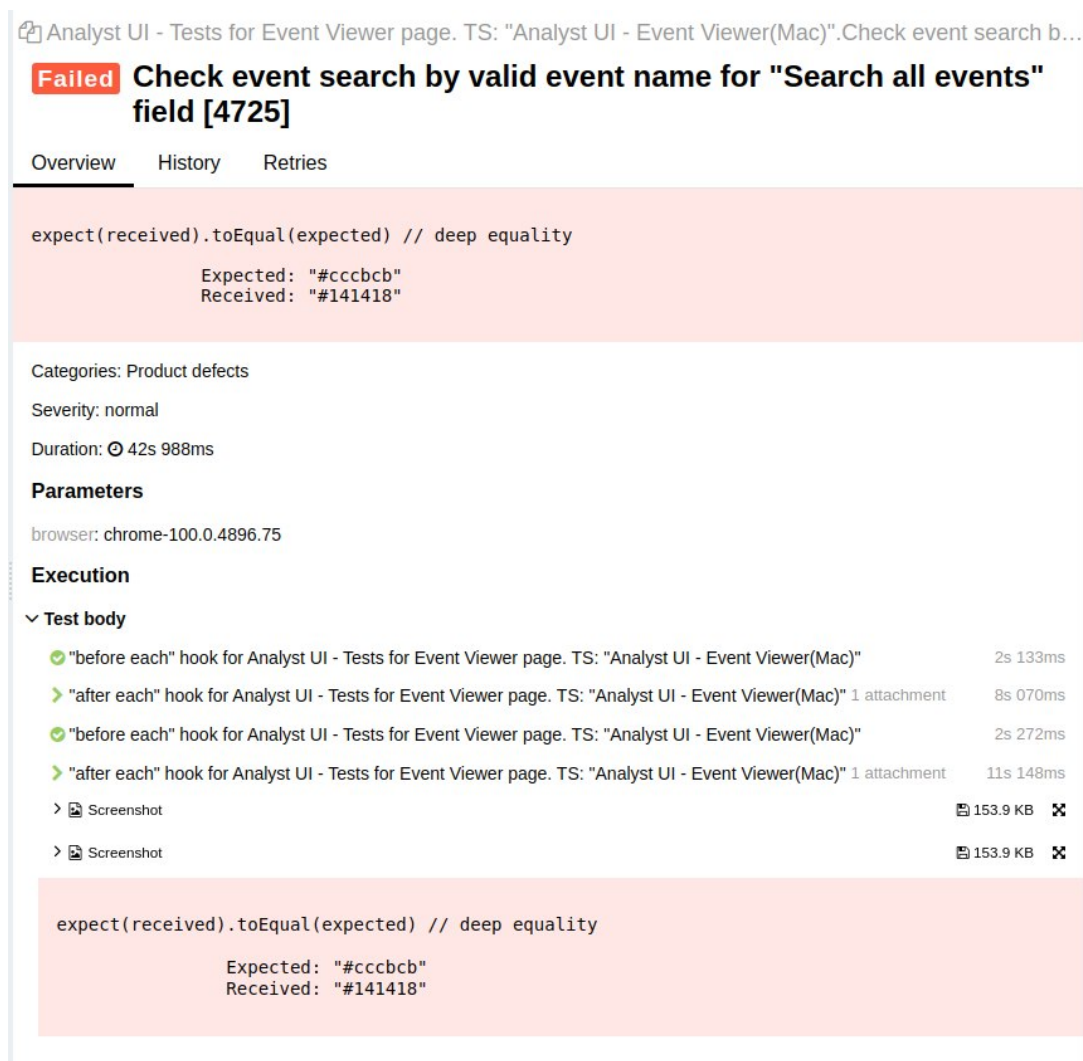 Analyst UI - Tests for Event Viewer page. TS: "Analyst UI - Event Viewer(Mac)".Check event search b...
Failed Check event search by valid event name for "Search all events"
field [4725]
Overview History Retries
expect(received).toEqual(expected) // deep equality
Expected: "#cccbcb"
Received: "#141418"
Categories: Product defects
Severity: normal
Duration: 42s 988ms
Parameters
browser: chrome-100.0.4896.75
Execution
Test body
"before each" hook for Analyst UI - Tests for Event Viewer page. TS: "Analyst UI - Event Viewer(Mac)" 2s 133ms
"after each" hook for Analyst UI - Tests for Event Viewer page. TS: "Analyst UI - Event Viewer(Mac)" 1 attachment 8s 070ms
"before each" hook for Analyst UI - Tests for Event Viewer page. TS: "Analyst UI - Event Viewer(Mac)" 2s 272ms
"after each" hook for Analyst UI - Tests for Event Viewer page. TS: "Analyst UI - Event Viewer(Mac)" 1 attachment 11s 148ms
Screenshot 153.9 KB
Screenshot 153.9 KB
expect(received).toEqual(expected) // deep equality
Expected: "#cccbcb"
Received: "#141418"